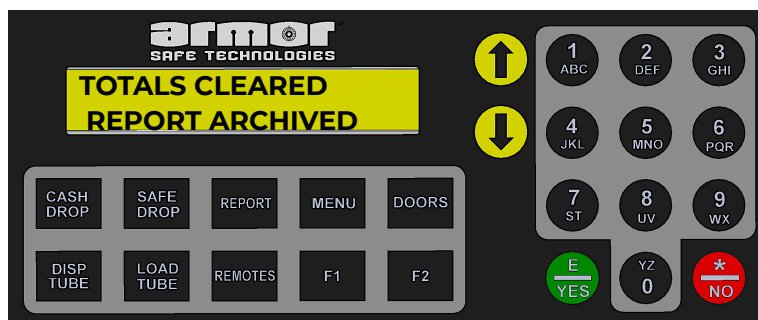 armor
SAFE TECHNOLOGIES
TOTALS CLEARED
REPORT ARCHIVED
CASH DROP
SAFE DROP
REPORT
MENU
DOORS
DISP TUBE
LOAD TUBE
REMOTES
F1
F2
1
ABC
2
DEF
3
GHI
4
JKL
5
MNO
6
PQR
7
ST
8
UV
9
WX
E
YES
YZ
0
*
NO